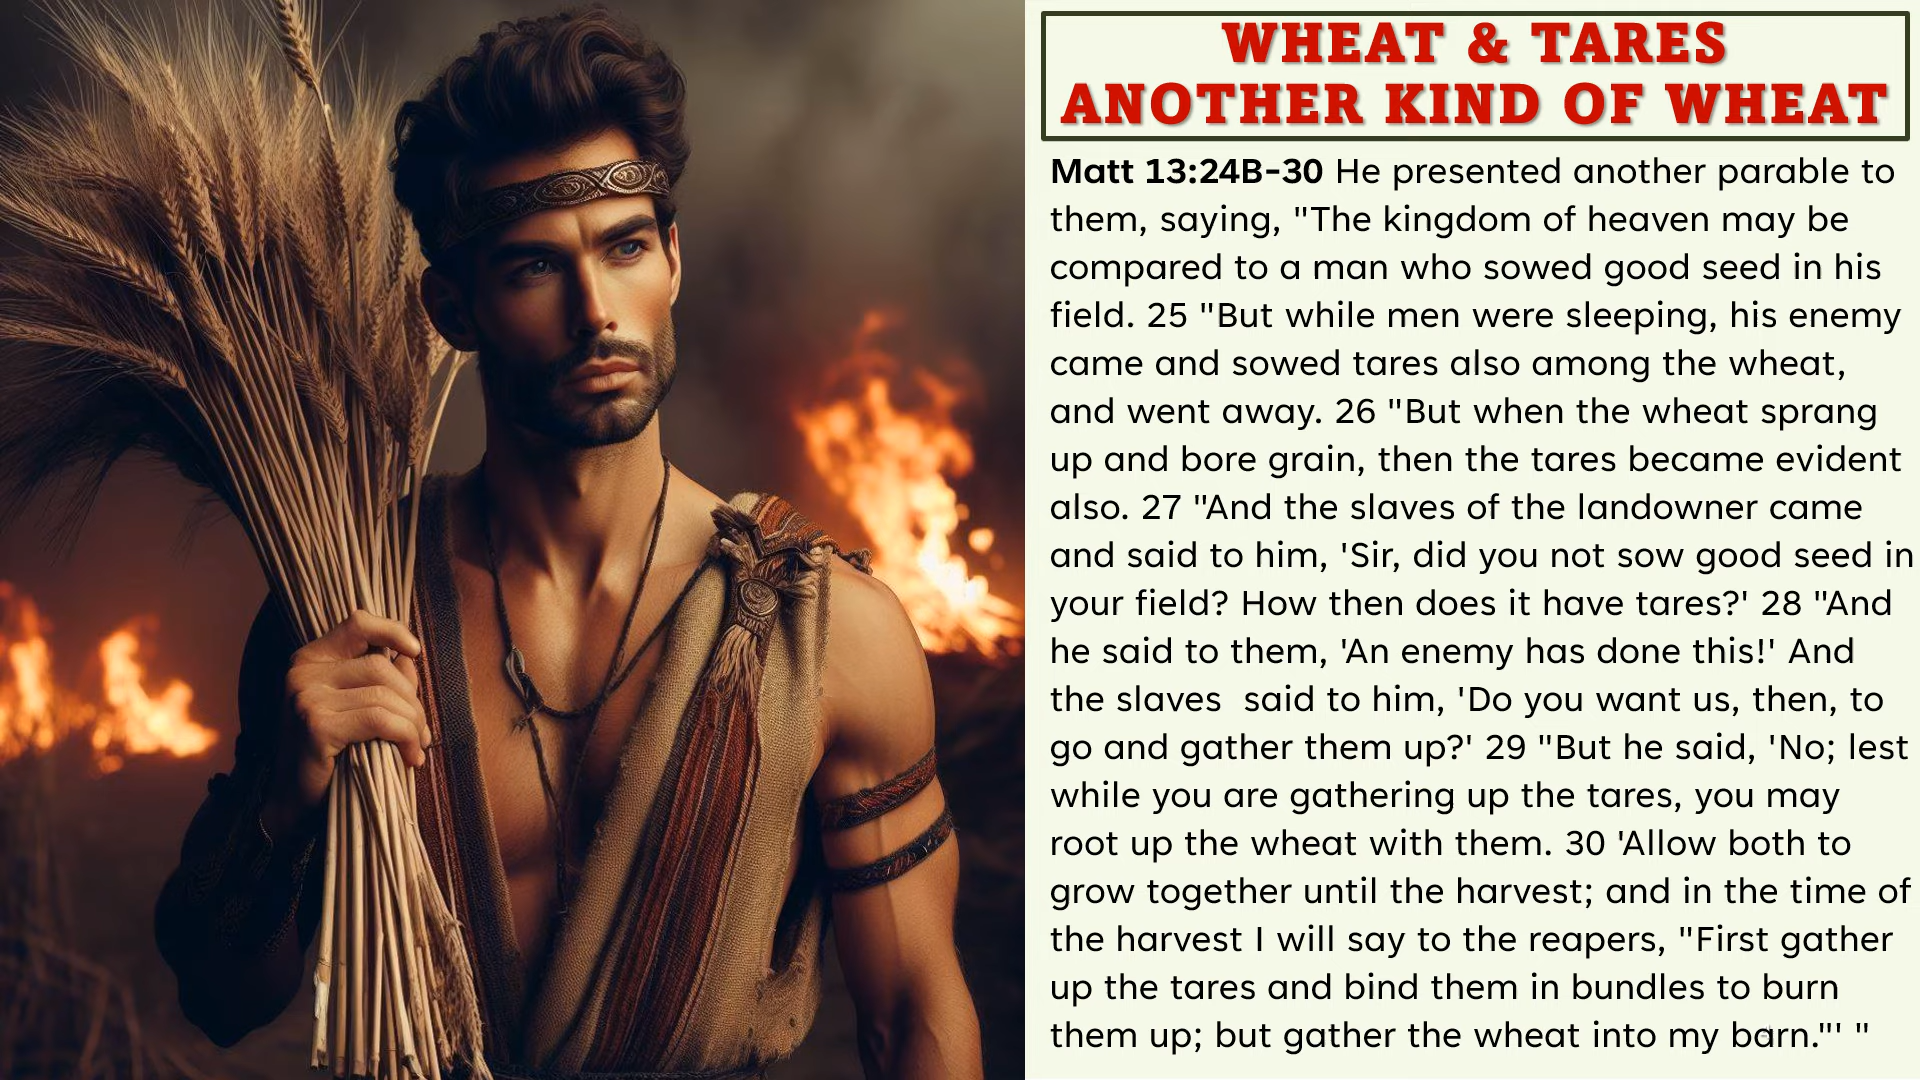 WHEAT & TARES
ANOTHER KIND OF WHEAT
Matt 13:24B-30 He presented another parable to
them, saying, "The kingdom of heaven may be
compared to a man who sowed good seed in his
field. 25 "But while men were sleeping, his enemy
came and sowed tares also among the wheat,
and went away. 26 "But when the wheat sprang
up and bore grain, then the tares became evident
also. 27 "And the slaves of the landowner came
and said to him, 'Sir, did you not sow good seed in
your field? How then does it have tares?' 28 "And
he said to them, 'An enemy has done this!' And
the slaves  said to him, 'Do you want us, then, to
go and gather them up?' 29 "But he said, 'No; lest
while you are gathering up the tares, you may
root up the wheat with them. 30 'Allow both to
grow together until the harvest; and in the time of
the harvest I will say to the reapers, "First gather
up the tares and bind them in bundles to burn
them up; but gather the wheat into my barn."' "